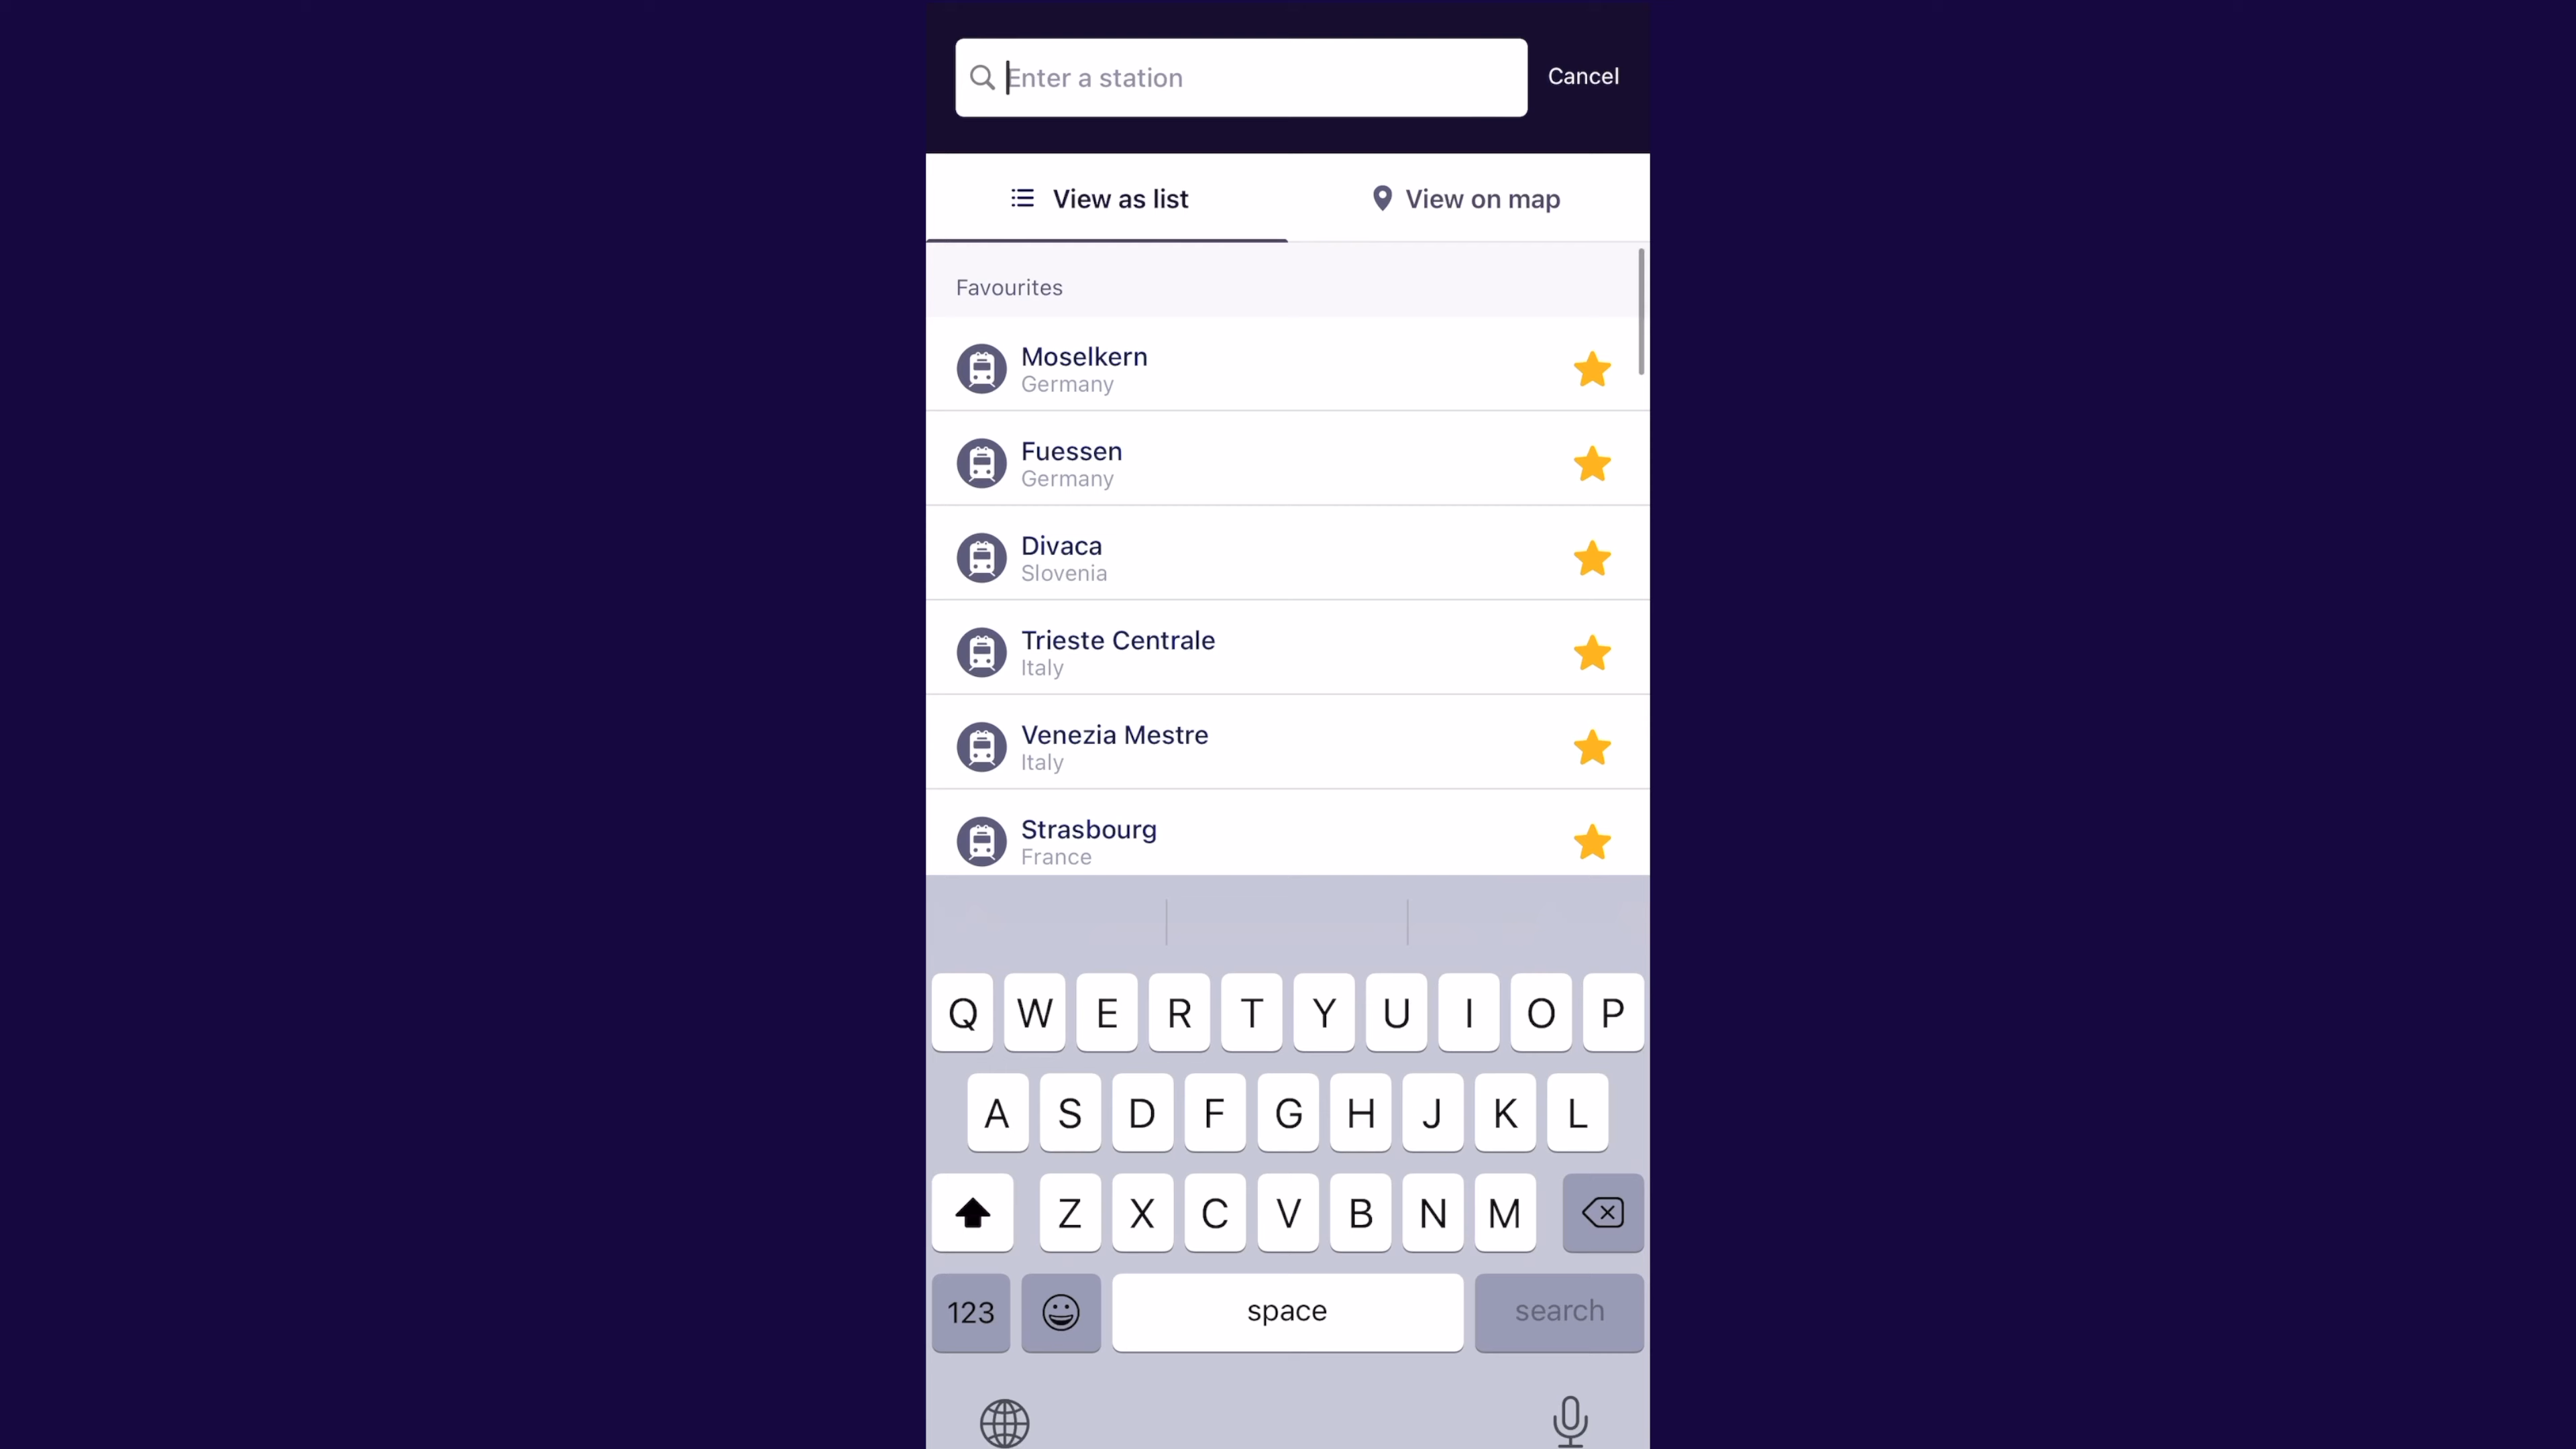 Enter a station
Cancel
View as list
View on map
Favourites
Moselkern
Germany
Fuessen
Germany
Divaca
Slovenia
Trieste Centrale
Italy
Venezia Mestre
Italy
Strasbourg
France
Q W E R T Y U I O P
A S D F G H J K L
Z X C V B N M
123 space search